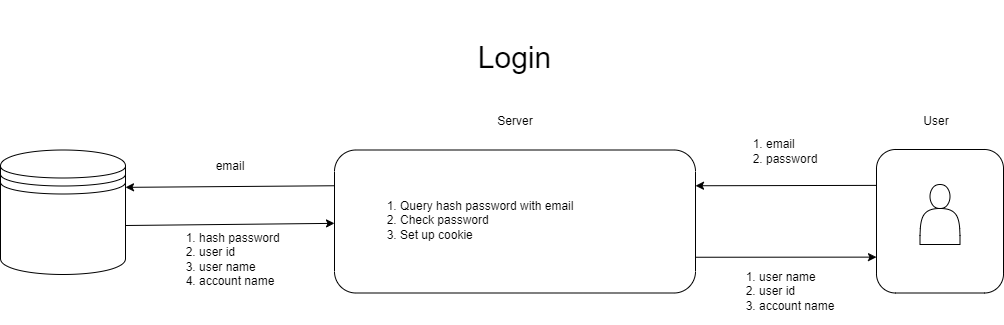 Login
Server
User
1. email
2. password
email
1. Query hash password with email
2. Check password
3. Set up cookie
1. hash password
2. user id
3. user name
4. account name
1. user name
2. user id
3. account name